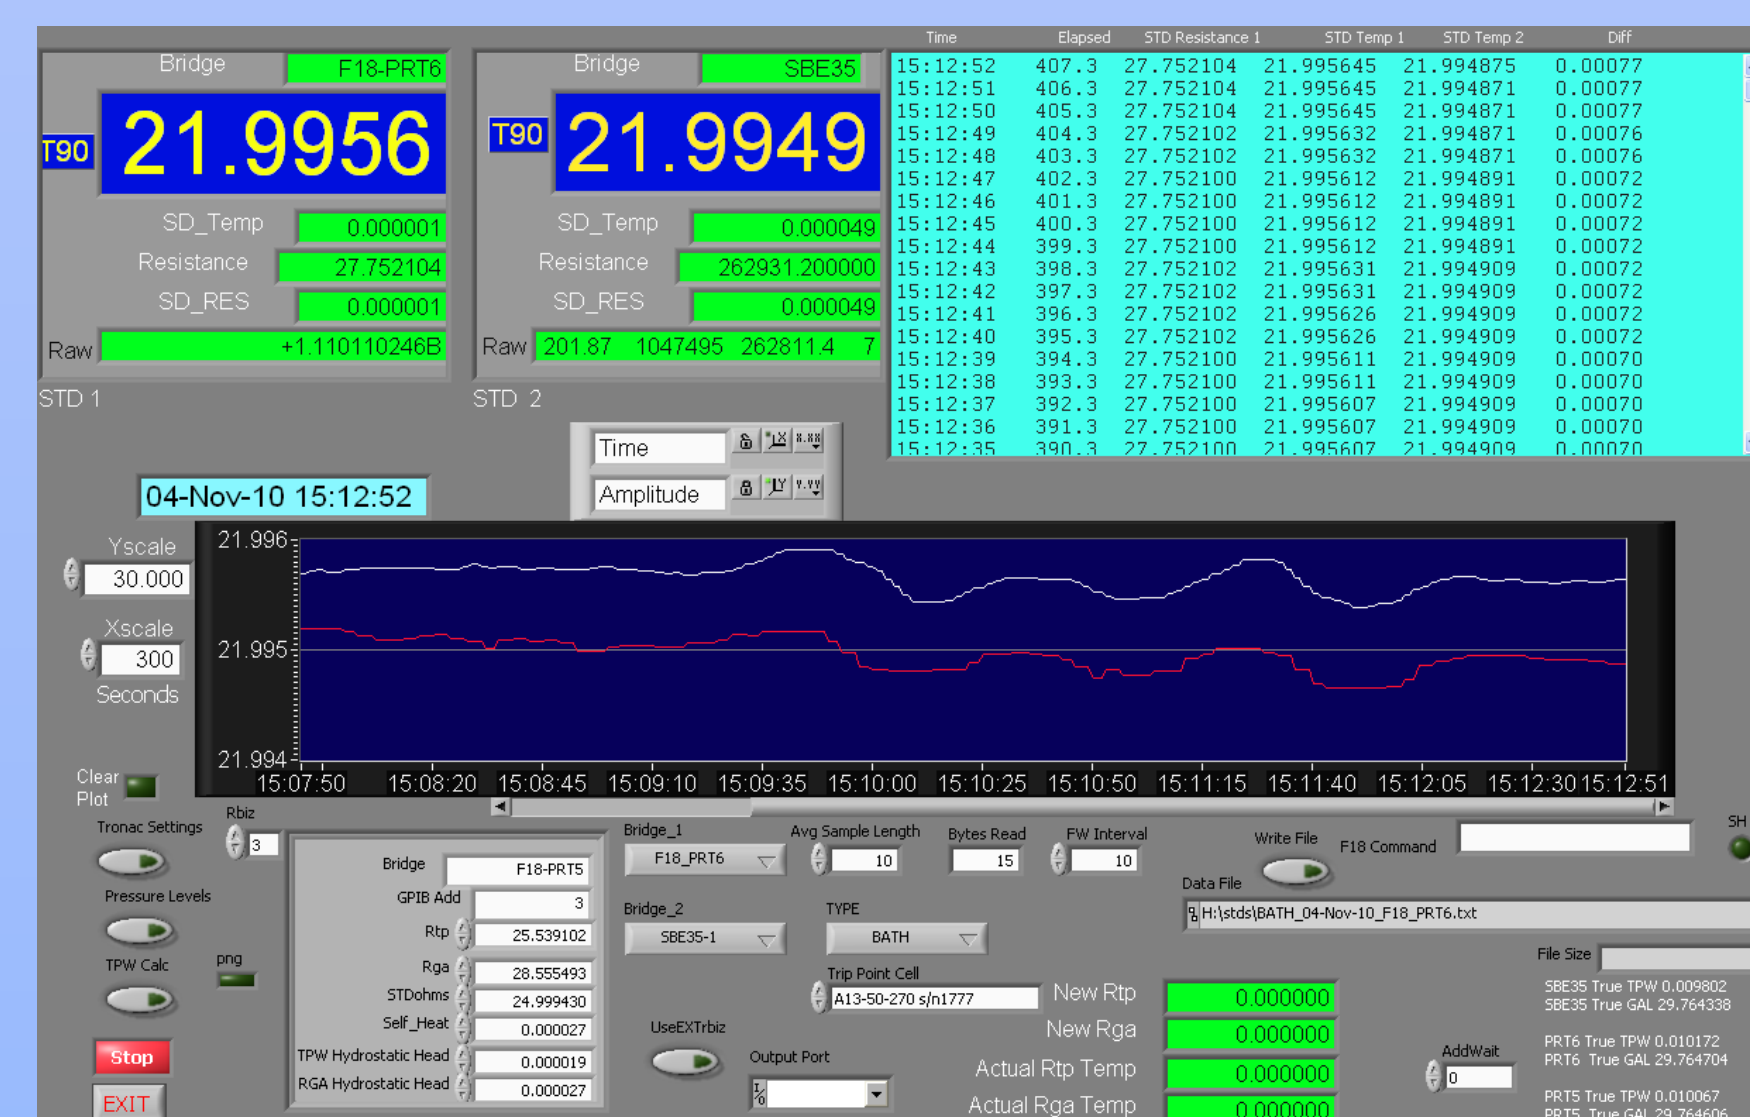 Bridge F18-PRT6
T90 21.9956
SD_Temp 0.000001
Resistance 27.752104
SD_RES 0.000001
Raw +1.110110246B
STD 1
Bridge SBE35
T90 21.9949
SD_Temp 0.000049
Resistance 262931.200000
SD_RES 0.000049
Raw 201.87 1047495 262811.4 7
STD 2
Time Elapsed STD Resistance 1 STD Temp 1 STD Temp 2 Diff
15:12:52 407.3 27.752104 21.995645 21.994875 0.00077
15:12:51 406.3 27.752104 21.995645 21.994871 0.00077
15:12:50 405.3 27.752104 21.995645 21.994871 0.00077
15:12:49 404.3 27.752102 21.995632 21.994871 0.00076
15:12:48 403.3 27.752102 21.995632 21.994871 0.00076
15:12:47 402.3 27.752100 21.995612 21.994891 0.00072
15:12:46 401.3 27.752100 21.995612 21.994891 0.00072
15:12:45 400.3 27.752100 21.995612 21.994891 0.00072
15:12:44 399.3 27.752100 21.995612 21.994891 0.00072
15:12:43 398.3 27.752102 21.995631 21.994909 0.00072
15:12:42 397.3 27.752102 21.995631 21.994909 0.00072
15:12:41 396.3 27.752102 21.995626 21.994909 0.00072
15:12:40 395.3 27.752102 21.995626 21.994909 0.00072
15:12:39 394.3 27.752100 21.995611 21.994909 0.00070
15:12:38 393.3 27.752100 21.995611 21.994909 0.00070
15:12:37 392.3 27.752100 21.995607 21.994909 0.00070
15:12:36 391.3 27.752100 21.995607 21.994909 0.00070
15:12:35 390.3 27.752100 21.995607 21.994909 0.00070
Time
Amplitude
04-Nov-10 15:12:52
Yscale
30.000
Xscale
300
Seconds
21.996
21.995
21.994
15:07:50 15:08:20 15:08:45 15:09:10 15:09:35 15:10:00 15:10:25 15:10:50 15:11:15 15:11:40 15:12:05 15:12:30 15:12:51
Clear
Plot
Tronac Settings
Pressure Levels
TPW Calc
png
Stop
EXIT
Rbiz
3
Bridge F18-PRT5
GPIB Add 3
Rtp 25.539102
Rga 28.555493
STDohms 24.999430
Self_Heat 0.000027
TPW Hydrostatic Head 0.000019
RGA Hydrostatic Head 0.000027
Bridge_1
F18_PRT6
Avg Sample Length
10
Bytes Read
15
FW Interval
10
Bridge_2
SBE35-1
TYPE
BATH
Trip Point Cell
A13-50-270 s/n1777
UseEXTrbiz
Output Port
New Rtp 0.000000
New Rga 0.000000
Actual Rtp Temp 0.000000
Actual Rga Temp 0.000000
Write File
F18 Command
SH
Data File
H:\stds\BATH_04-Nov-10_F18_PRT6.txt
File Size
AddWait
0
SBE35 True TPW 0.009802
SBE35 True GAL 29.764338
PRT6 True TPW 0.010172
PRT6 True GAL 29.764704
PRT5 True TPW 0.010067
PRT5 True GAL 29.764606